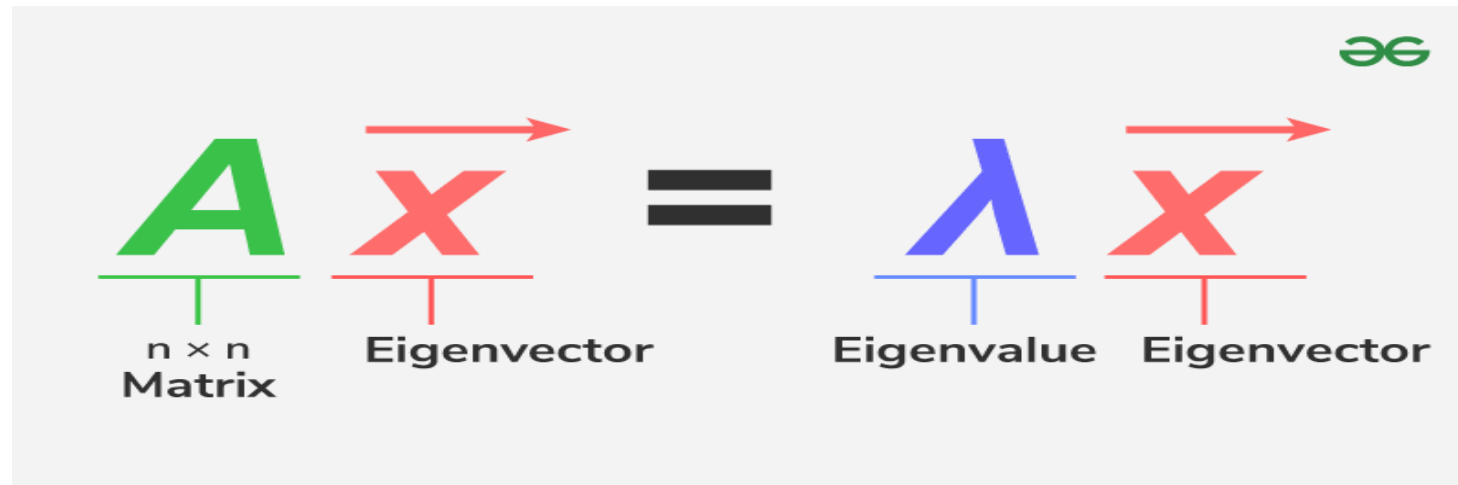 A x = λ x
n × n Eigenvector Eigenvalue Eigenvector
Matrix